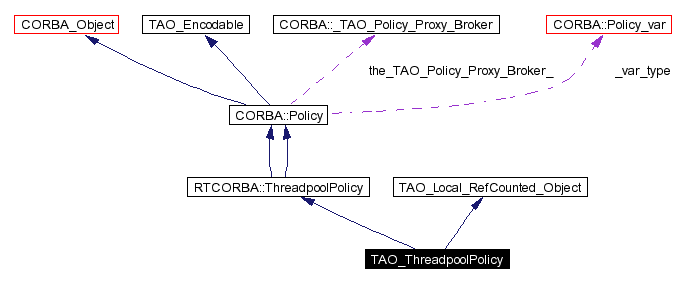 CORBA_Object
TAO_Encodable
CORBA::_TAO_Policy_Proxy_Broker
CORBA::Policy_var
the_TAO_Policy_Proxy_Broker_
_var_type
CORBA::Policy
RTCORBA::ThreadpoolPolicy
TAO_Local_RefCounted_Object
TAO_ThreadpoolPolicy